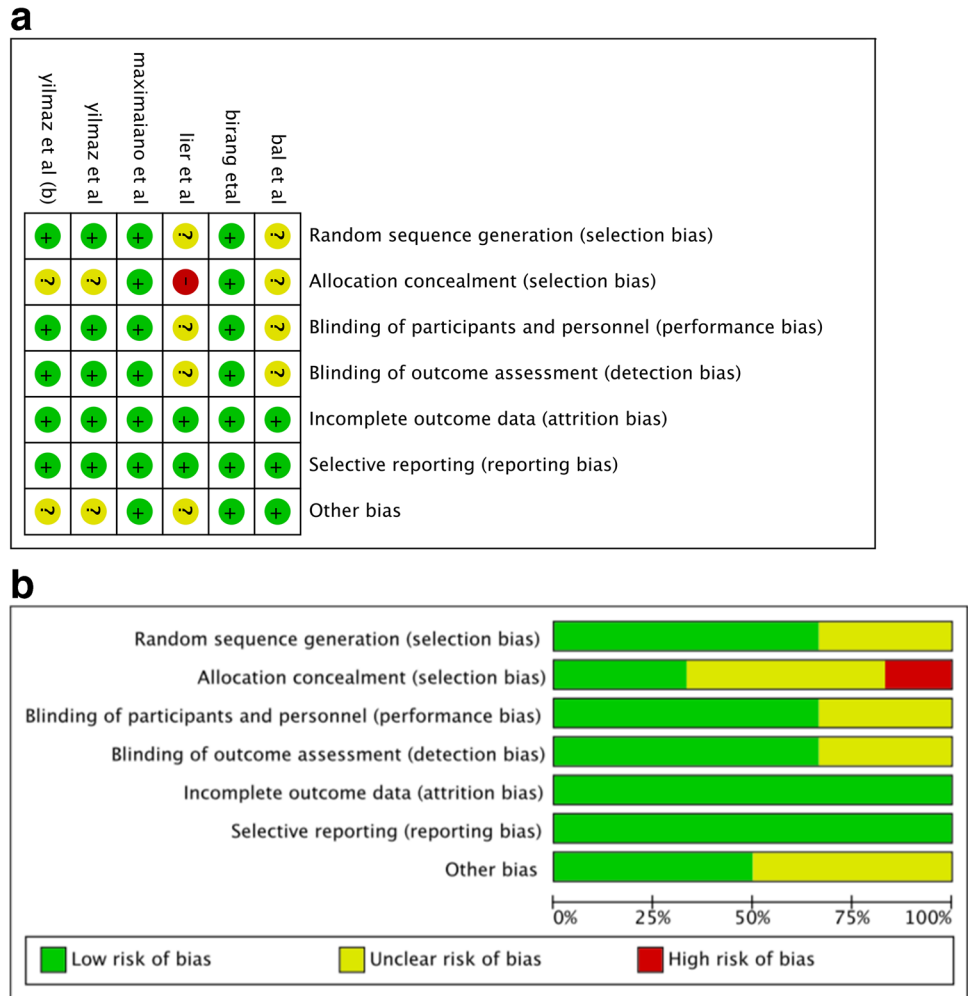 a
yilmaz et al (b)
yilmaz et al
maximaiano et al
lier et al
birang etal
bal et al
+ + + ? + ? Random sequence generation (selection bias)
? ? + - + ? Allocation concealment (selection bias)
+ + + ? + ? Blinding of participants and personnel (performance bias)
+ + + ? + ? Blinding of outcome assessment (detection bias)
+ + + + + + Incomplete outcome data (attrition bias)
+ + + + + + Selective reporting (reporting bias)
? ? + ? + + Other bias
b
Random sequence generation (selection bias)
Allocation concealment (selection bias)
Blinding of participants and personnel (performance bias)
Blinding of outcome assessment (detection bias)
Incomplete outcome data (attrition bias)
Selective reporting (reporting bias)
Other bias
0% 25% 50% 75% 100%
Low risk of bias Unclear risk of bias High risk of bias